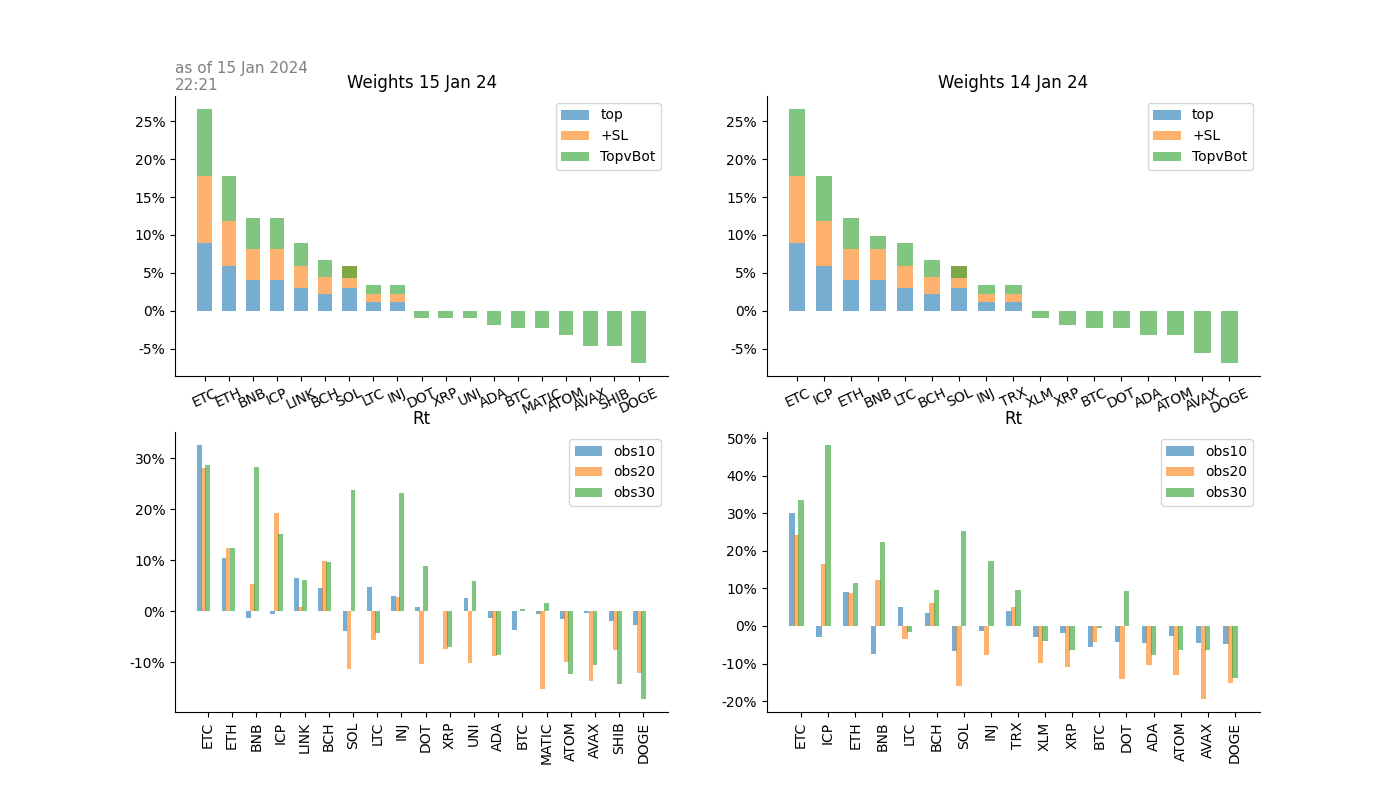 as of 15 Jan 2024
22:21
Weights 15 Jan 24
25%
20%
15%
10%
5%
0%
-5%
top
+SL
TopvBot
ETC ETH BNB ICP LINK BCH SOL LTC INJ DOT XRP UNI ADA BTC MATIC ATOM AVAX SHIB DOGE
Weights 14 Jan 24
25%
20%
15%
10%
5%
0%
-5%
top
+SL
TopvBot
ETC ICP ETH BNB LTC BCH SOL INJ TRX XLM XRP BTC DOT ADA ATOM AVAX DOGE
Rt
30%
20%
10%
0%
-10%
obs10
obs20
obs30
ETC ETH BNB ICP LINK BCH SOL LTC INJ DOT XRP UNI ADA BTC MATIC ATOM AVAX SHIB DOGE
Rt
50%
40%
30%
20%
10%
0%
-10%
-20%
obs10
obs20
obs30
ETC ICP ETH BNB LTC BCH SOL INJ TRX XLM XRP BTC DOT ADA ATOM AVAX DOGE